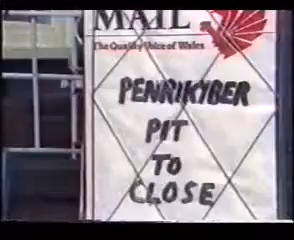 MAIL
The Quality Voice of Wales
PENRIKYBER
PIT
TO
CLOSE